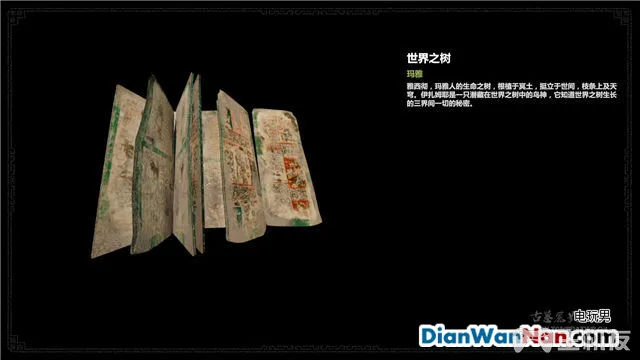 世界之树
玛雅
雅西彻，玛雅人的生命之树，根植于冥土，挺立于世间，枝条上及天
穹。伊扎姆耶是一只潜藏在世界之树中的鸟神，它知道世界之树生长
的三界间一切的秘密。
电玩男
DianWanNan.com